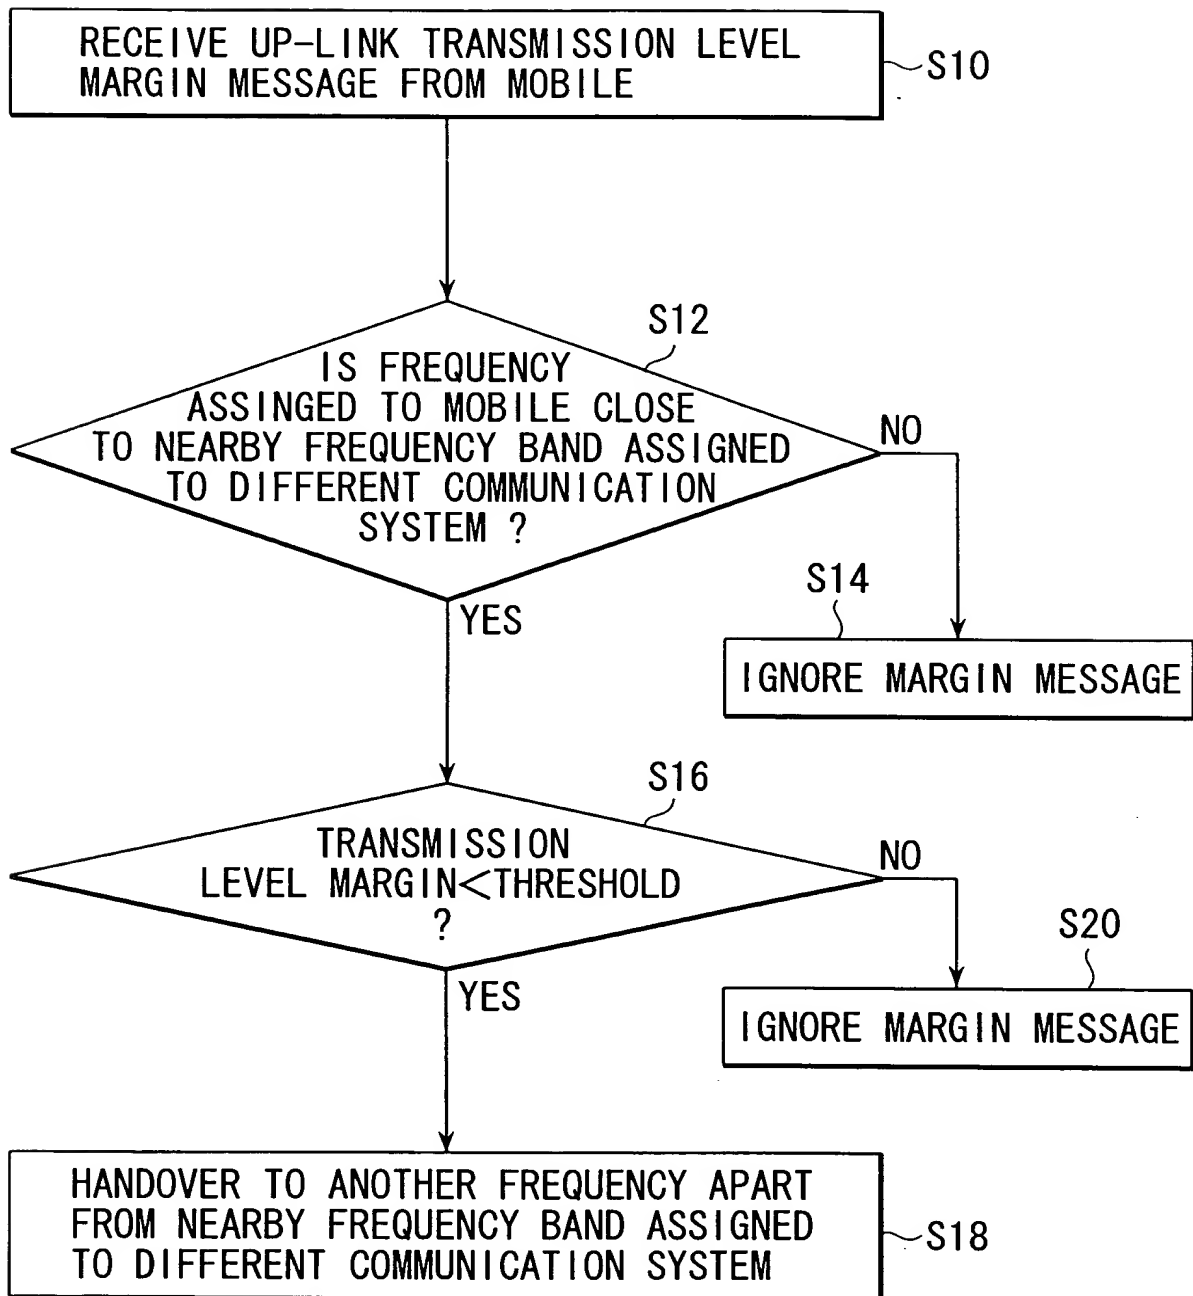 RECEIVE UP-LINK TRANSMISSION LEVEL
MARGIN MESSAGE FROM MOBILE
S10
S12
IS FREQUENCY
ASSINGED TO MOBILE CLOSE
TO NEARBY FREQUENCY BAND ASSIGNED
TO DIFFERENT COMMUNICATION
SYSTEM ?
NO
YES
S14
IGNORE MARGIN MESSAGE
S16
TRANSMISSION
LEVEL MARGIN<THRESHOLD
?
NO
YES
S20
IGNORE MARGIN MESSAGE
HANDOVER TO ANOTHER FREQUENCY APART
FROM NEARBY FREQUENCY BAND ASSIGNED
TO DIFFERENT COMMUNICATION SYSTEM
S18